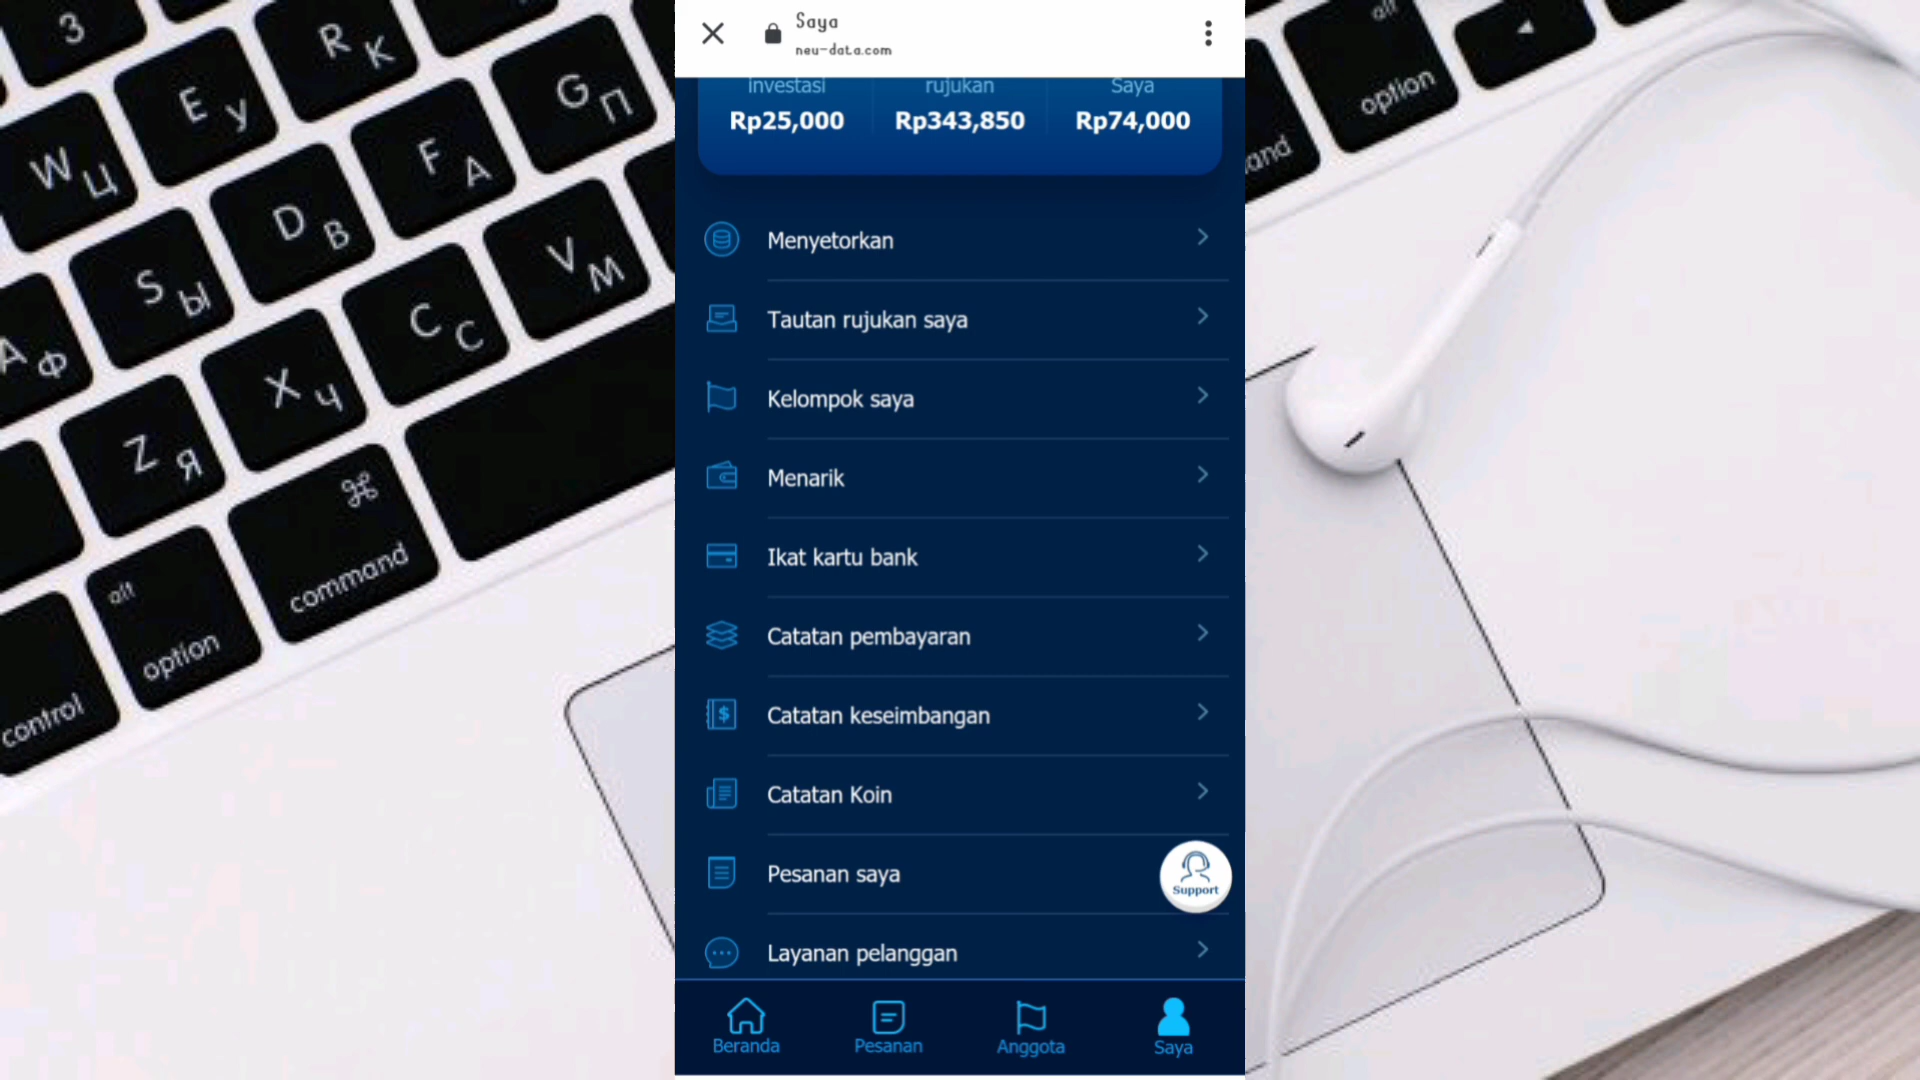 Saya
neu-data.com
investasi rujukan Saya
Rp25,000 Rp343,850 Rp74,000
Menyetorkan
Tautan rujukan saya
Kelompok saya
Menarik
Ikat kartu bank
Catatan pembayaran
Catatan keseimbangan
Catatan Koin
Pesanan saya
Support
Layanan pelanggan
Beranda Pesanan Anggota Saya
3
R K
E У
G П
W Ц
F А
D В
V М
S Ы
C С
А Ф
X Ч
Z Я
⌘
command
alt
option
control
alt
option
and